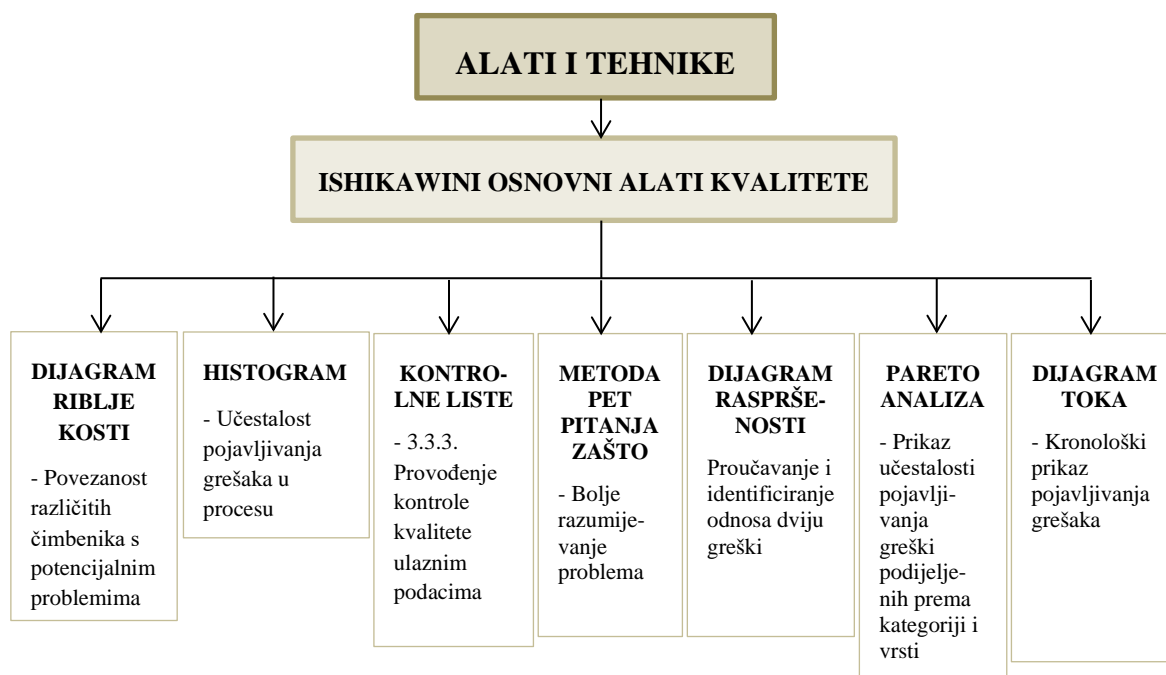 ALATI I TEHNIKE
ISHIKAWINI OSNOVNI ALATI KVALITETE
DIJAGRAM
RIBLJE
KOSTI
- Povezanost
različitih
čimbenika s
potencijalnim
problemima
HISTOGRAM
- Učestalost
pojavljivanja
grešaka u
procesu
KONTRO-
LNE LISTE
- 3.3.3.
Provođenje
kontrole
kvalitete
ulaznim
podacima
METODA
PET
PITANJA
ZAŠTO
- Bolje
razumije-
vanje
problema
DIJAGRAM
RASPRŠE-
NOSTI
Proučavanje i
identificiranje
odnosa dviju
greški
PARETO
ANALIZA
- Prikaz
učestalosti
pojavlji-
vanja
greški
podijelje-
nih prema
kategoriji i
vrsti
DIJAGRAM
TOKA
- Kronološki
prikaz
pojavljivanja
grešaka